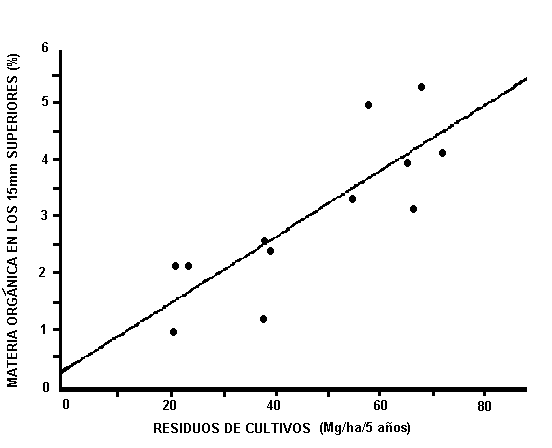 MATERIA ORGÁNICA EN LOS 15mm SUPERIORES (%)
6
5
4
3
2
1
0
0 20 40 60 80
RESIDUOS DE CULTIVOS (Mg/ha/5 años)